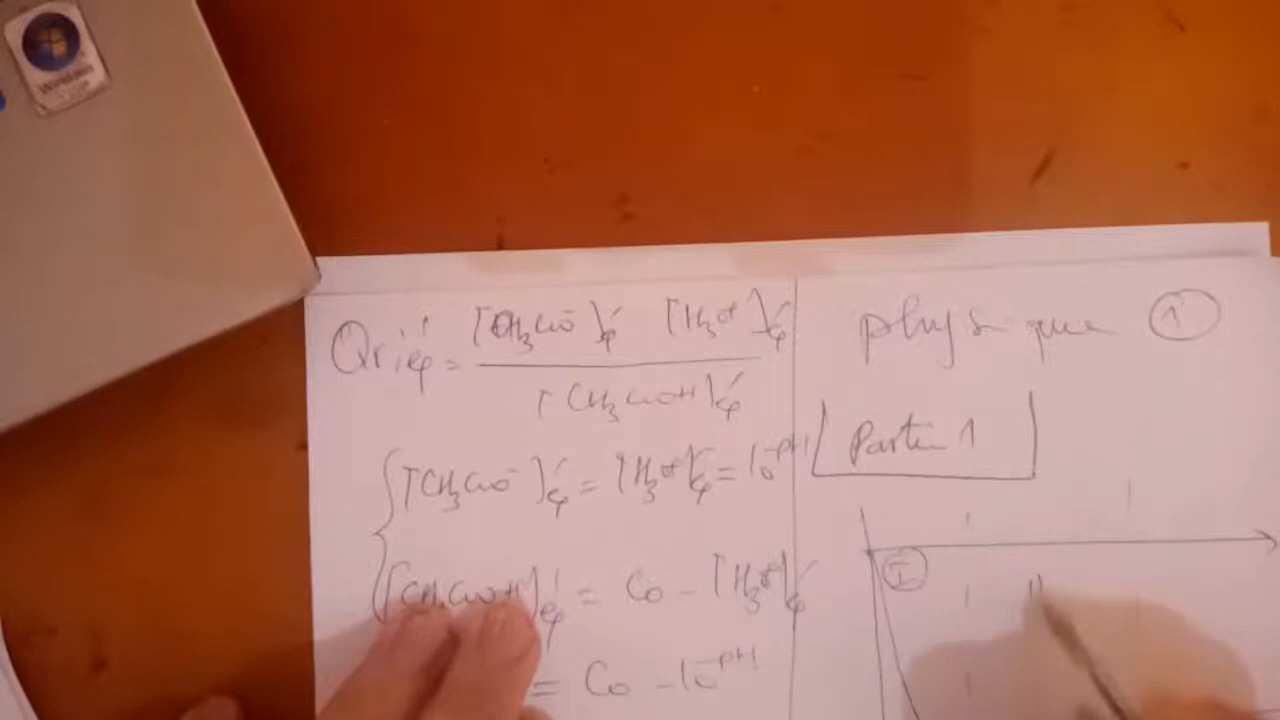 Windows
Qr,éq = [CH3COO-]éq [H3O+]éq / [CH3COOH]éq
[CH3COO-]éq = [H3O+]éq = 10^-pH
[CH3COOH]éq = C0 - [H3O+]éq
= C0 - 10^-pH
physique 1
Partie 1
I